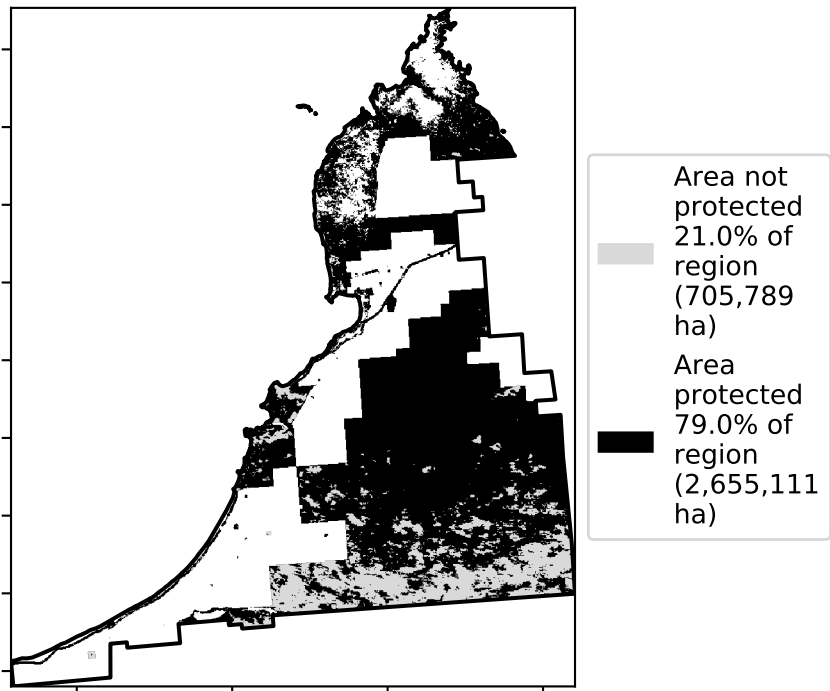 Area not
protected
21.0% of
region
(705,789
ha)
Area
protected
79.0% of
region
(2,655,111
ha)